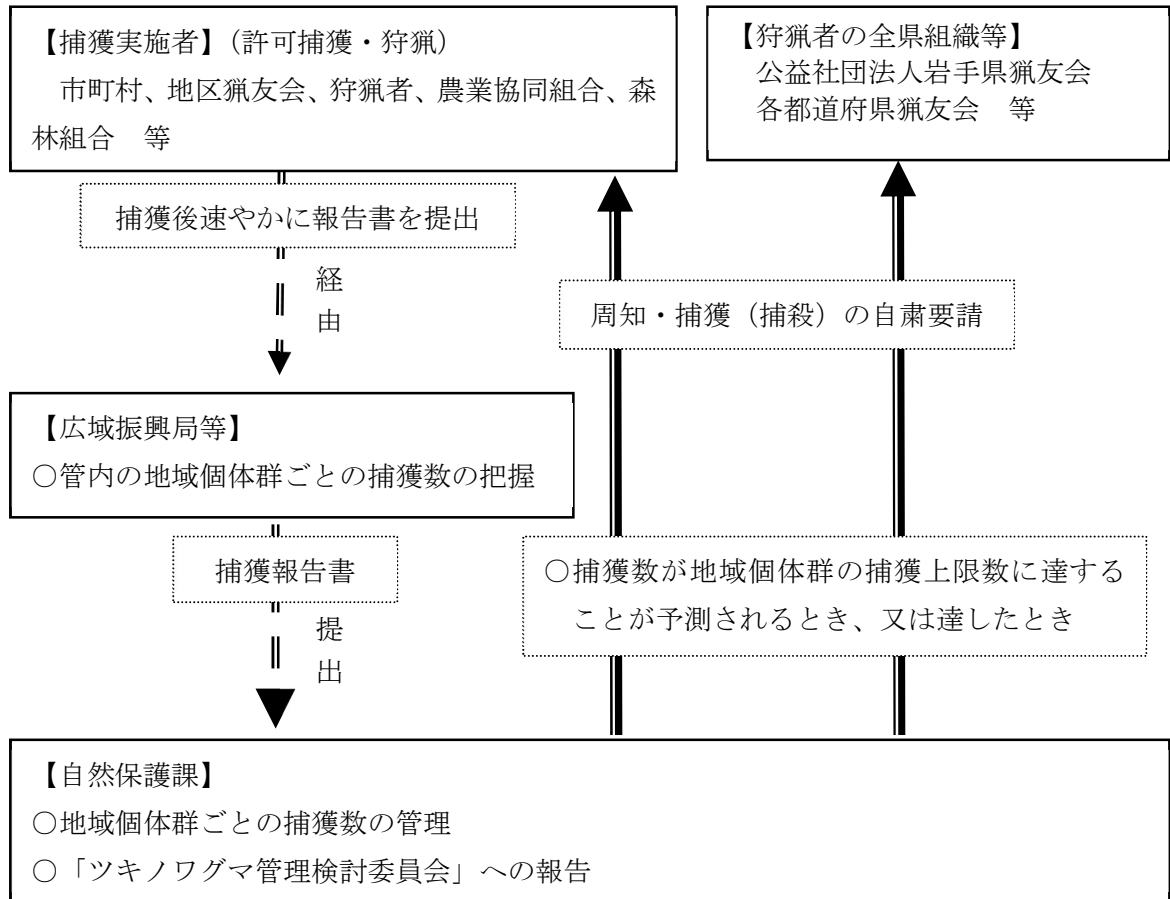 【捕獲実施者】（許可捕獲・狩猟）
市町村、地区猟友会、狩猟者、農業協同組合、森
林組合　等
【狩猟者の全県組織等】
公益社団法人岩手県猟友会
各都道府県猟友会　等
捕獲後速やかに報告書を提出
経
由
周知・捕獲（捕殺）の自粛要請
【広域振興局等】
○管内の地域個体群ごとの捕獲数の把握
捕獲報告書
提
出
○捕獲数が地域個体群の捕獲上限数に達する
ことが予測されるとき、又は達したとき
【自然保護課】
○地域個体群ごとの捕獲数の管理
○「ツキノワグマ管理検討委員会」への報告